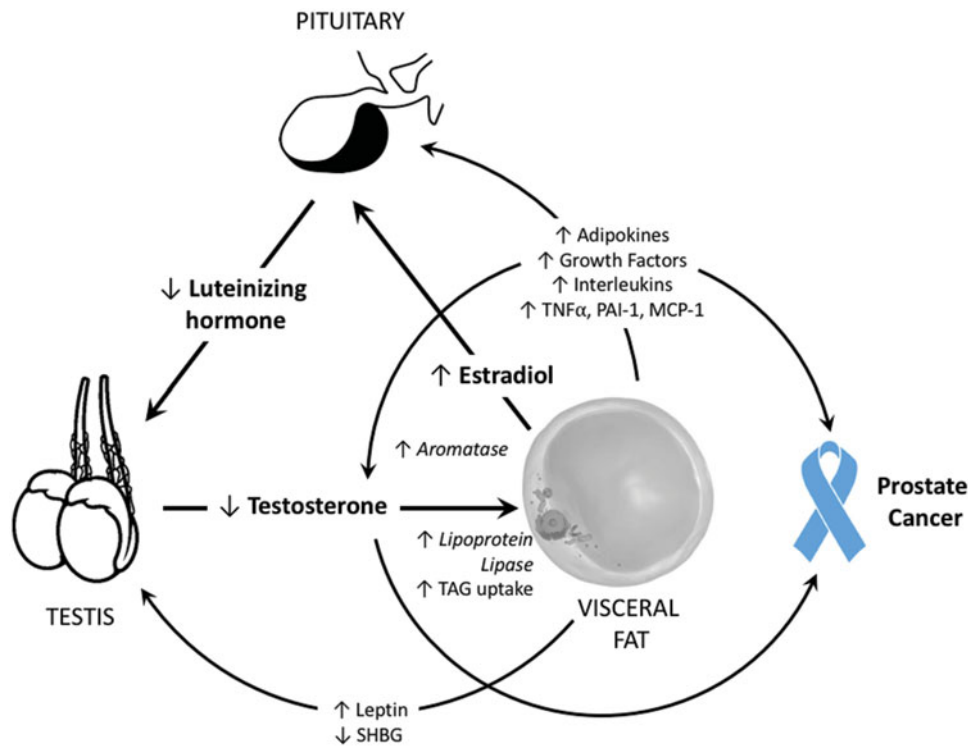 PITUITARY
↑ Adipokines
↑ Growth Factors
↑ Interleukins
↑ TNFα, PAI-1, MCP-1
↓ Luteinizing
hormone
↑ Estradiol
↑ Aromatase
↓ Testosterone
↑ Lipoprotein
Lipase
↑ TAG uptake
Prostate
Cancer
TESTIS
VISCERAL
FAT
↑ Leptin
↓ SHBG